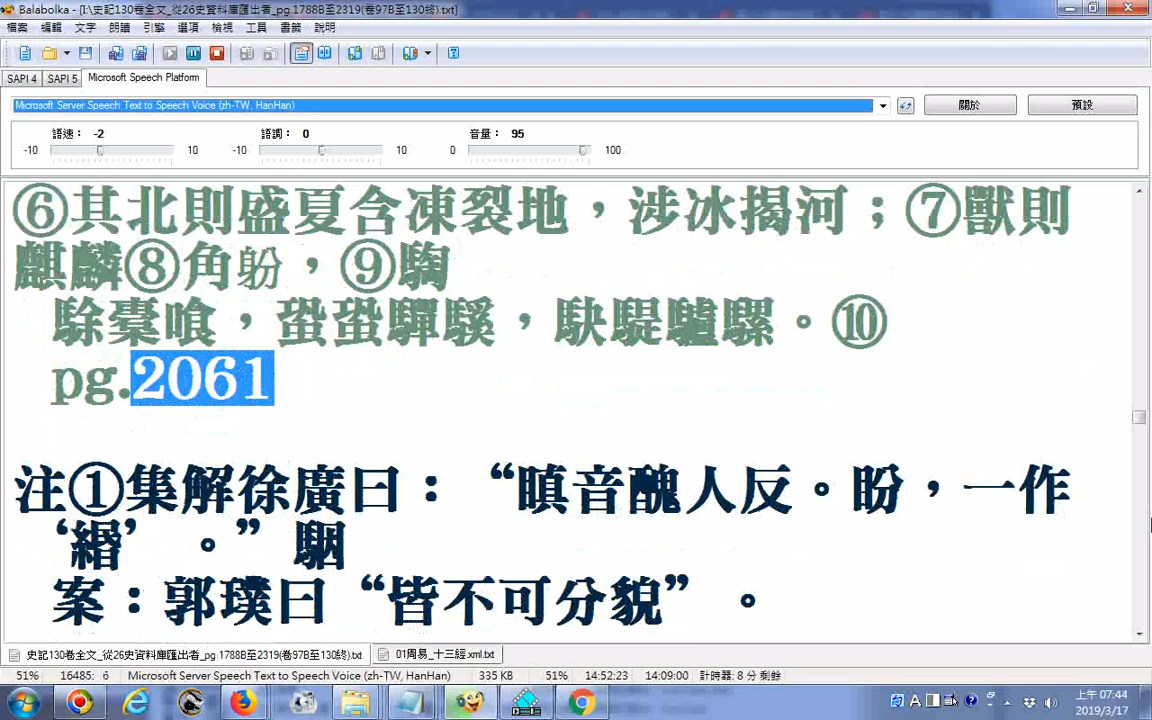 Balabolka - [I:\史記130卷全文_從26史資料庫匯出者_pg.1788B至2319(卷97B至130終).txt]
檔案 編輯 文字 朗讀 引擎 選項 檢視 工具 書籤 說明
SAPI 4 SAPI 5 Microsoft Speech Platform
Microsoft Server Speech Text to Speech Voice (zh-TW, HanHan) 關於 預設
語速： -2 語調： 0 音量： 95
-10 10 -10 10 0 100
⑥其北則盛夏含凍裂地，涉冰揭河；⑦獸則
麒麟⑧角䚱，⑨騊
駼橐喰，蛩蛩驒騱，駃騠驢騾。⑩
pg.2061
注①集解徐廣曰：“瞋音醜人反。盼，一作
‘緡’。”駰
案：郭璞曰“皆不可分貌”。
史記130卷全文_從26史資料庫匯出者_pg.1788B至2319(卷97B至130終).txt 01周易_十三經.xml.txt
51% 16485: 6 Microsoft Server Speech Text to Speech Voice (zh-TW, HanHan) 335 KB 51% 14:52:23 14:09:00 計時器: 8 分 剩餘
上午 07:44
2019/3/17